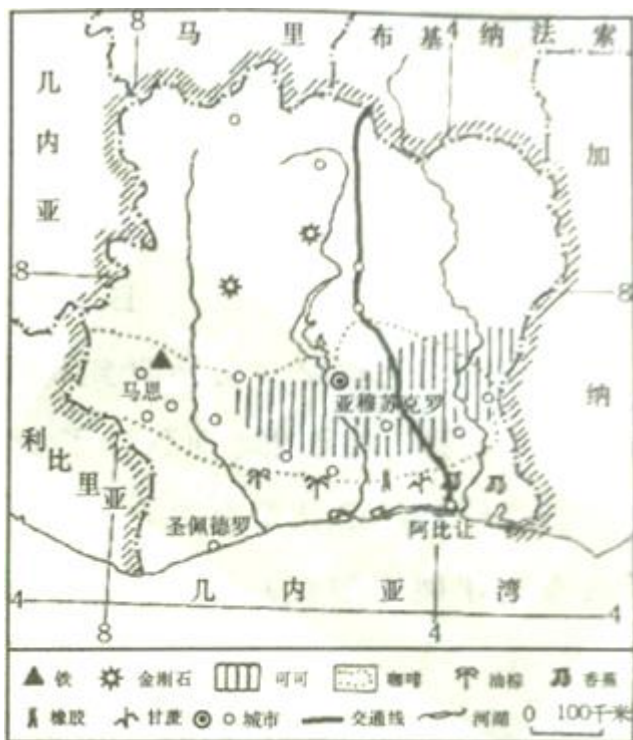 8 马里 布基纳法索
4
几内亚
加纳
8
8
马恩
亚穆苏克罗
利比里亚
圣佩德罗
阿比让
几内亚湾
4
4
8
4
铁 金刚石 可可 咖啡 油棕 香蕉
橡胶 甘蔗 城市 交通线 河湖 0 100千米